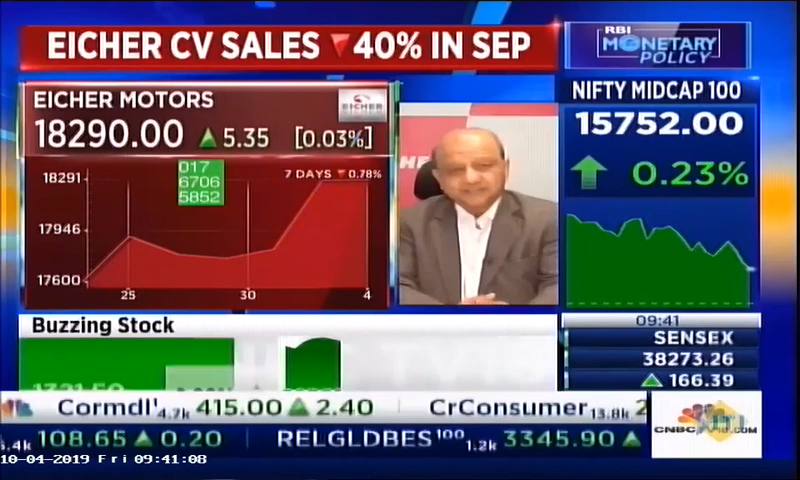 EICHER CV SALES ▼40% IN SEP
RBI
MONETARY
POLICY
EICHER MOTORS
EICHER
18290.00 ▲ 5.35 [0.03%]
017
6706
5852
7 DAYS ▼0.78%
18291
17946
17600
25 30 4
NIFTY MIDCAP 100
15752.00
0.23%
09:41
SENSEX
38273.26
▲ 166.39
Buzzing Stock
Cormdl' 4.7k 415.00 ▲ 2.40 CrConsumer 13.8k 2
.4k 108.65 ▲ 0.20 RELGLDBES 100 1.2k 3345.90 ▲
10-04-2019 Fri 09:41:08